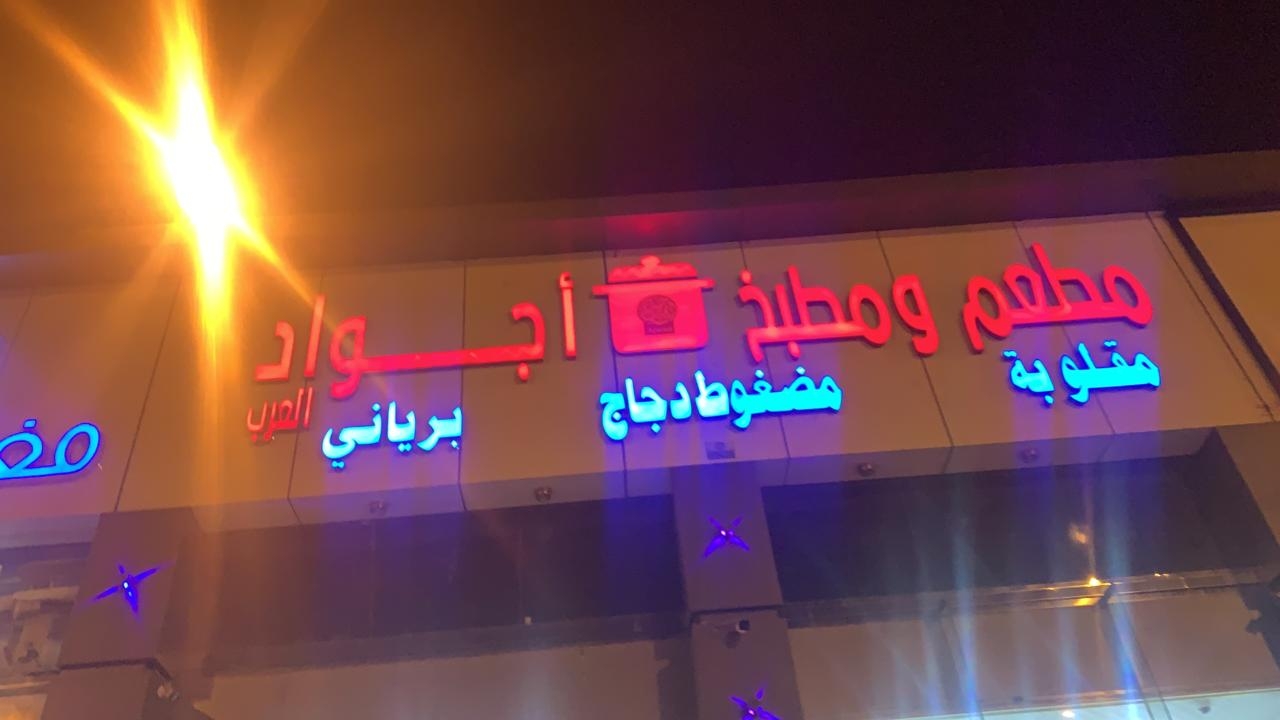 مطعم ومطبخ أجواد
العرب
مقلوبة مضغوط دجاج برياني